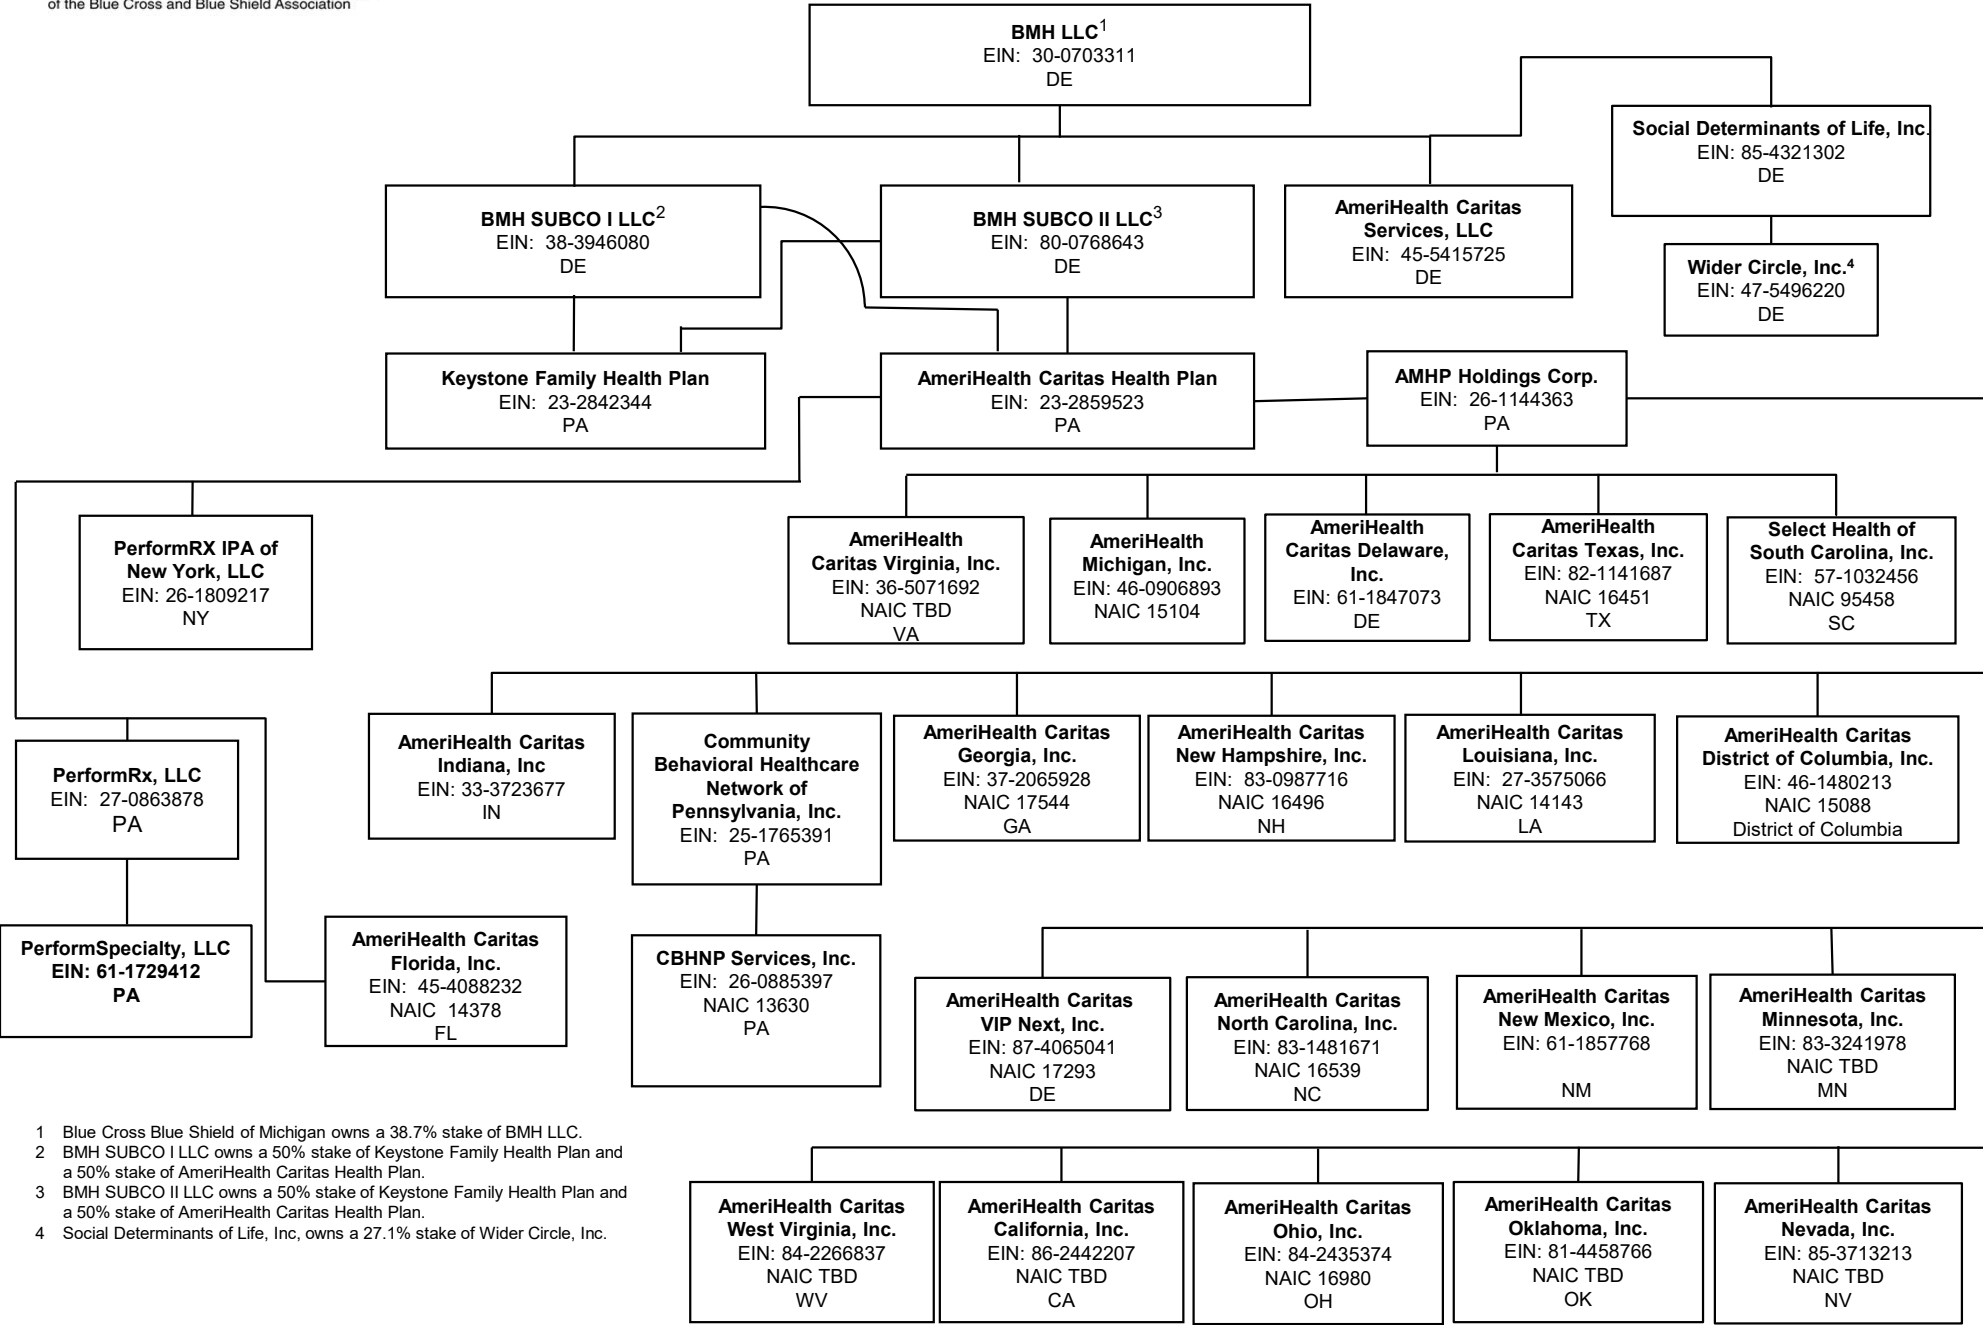 of the Blue Cross and Blue Shield Association
BMH LLC1
EIN: 30-0703311
DE
Social Determinants of Life, Inc.
EIN: 85-4321302
DE
BMH SUBCO I LLC2
EIN: 38-3946080
DE
BMH SUBCO II LLC3
EIN: 80-0768643
DE
AmeriHealth Caritas
Services, LLC
EIN: 45-5415725
DE
Wider Circle, Inc.4
EIN: 47-5496220
DE
Keystone Family Health Plan
EIN: 23-2842344
PA
AmeriHealth Caritas Health Plan
EIN: 23-2859523
PA
AMHP Holdings Corp.
EIN: 26-1144363
PA
PerformRX IPA of
New York, LLC
EIN: 26-1809217
NY
AmeriHealth
Caritas Virginia, Inc.
EIN: 36-5071692
NAIC TBD
VA
AmeriHealth
Michigan, Inc.
EIN: 46-0906893
NAIC 15104
AmeriHealth
Caritas Delaware,
Inc.
EIN: 61-1847073
DE
AmeriHealth
Caritas Texas, Inc.
EIN: 82-1141687
NAIC 16451
TX
Select Health of
South Carolina, Inc.
EIN: 57-1032456
NAIC 95458
SC
PerformRx, LLC
EIN: 27-0863878
PA
AmeriHealth Caritas
Indiana, Inc
EIN: 33-3723677
IN
Community
Behavioral Healthcare
Network of
Pennsylvania, Inc.
EIN: 25-1765391
PA
AmeriHealth Caritas
Georgia, Inc.
EIN: 37-2065928
NAIC 17544
GA
AmeriHealth Caritas
New Hampshire, Inc.
EIN: 83-0987716
NAIC 16496
NH
AmeriHealth Caritas
Louisiana, Inc.
EIN: 27-3575066
NAIC 14143
LA
AmeriHealth Caritas
District of Columbia, Inc.
EIN: 46-1480213
NAIC 15088
District of Columbia
PerformSpecialty, LLC
EIN: 61-1729412
PA
AmeriHealth Caritas
Florida, Inc.
EIN: 45-4088232
NAIC 14378
FL
CBHNP Services, Inc.
EIN: 26-0885397
NAIC 13630
PA
AmeriHealth Caritas
VIP Next, Inc.
EIN: 87-4065041
NAIC 17293
DE
AmeriHealth Caritas
North Carolina, Inc.
EIN: 83-1481671
NAIC 16539
NC
AmeriHealth Caritas
New Mexico, Inc.
EIN: 61-1857768
NM
AmeriHealth Caritas
Minnesota, Inc.
EIN: 83-3241978
NAIC TBD
MN
1 Blue Cross Blue Shield of Michigan owns a 38.7% stake of BMH LLC.
2 BMH SUBCO I LLC owns a 50% stake of Keystone Family Health Plan and
a 50% stake of AmeriHealth Caritas Health Plan.
3 BMH SUBCO II LLC owns a 50% stake of Keystone Family Health Plan and
a 50% stake of AmeriHealth Caritas Health Plan.
4 Social Determinants of Life, Inc, owns a 27.1% stake of Wider Circle, Inc.
AmeriHealth Caritas
West Virginia, Inc.
EIN: 84-2266837
NAIC TBD
WV
AmeriHealth Caritas
California, Inc.
EIN: 86-2442207
NAIC TBD
CA
AmeriHealth Caritas
Ohio, Inc.
EIN: 84-2435374
NAIC 16980
OH
AmeriHealth Caritas
Oklahoma, Inc.
EIN: 81-4458766
NAIC TBD
OK
AmeriHealth Caritas
Nevada, Inc.
EIN: 85-3713213
NAIC TBD
NV